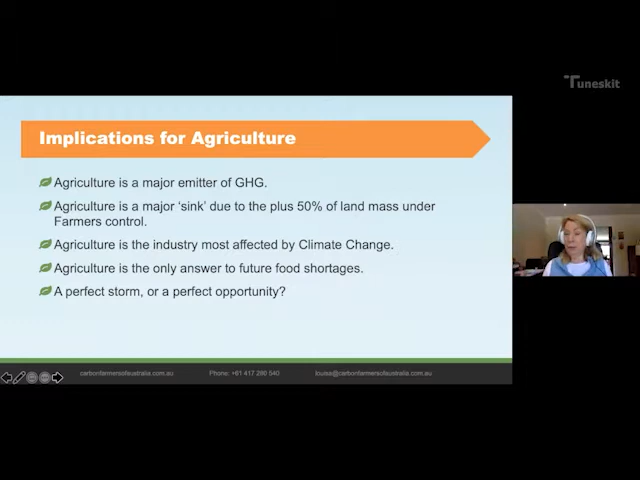 Tuneskit
Implications for Agriculture
Agriculture is a major emitter of GHG.
Agriculture is a major ‘sink’ due to the plus 50% of land mass under
Farmers control.
Agriculture is the industry most affected by Climate Change.
Agriculture is the only answer to future food shortages.
A perfect storm, or a perfect opportunity?
carbonfarmersofaustralia.com.au Phone: +61 417 280 540 louisa@carbonfarmersofaustralia.com.au